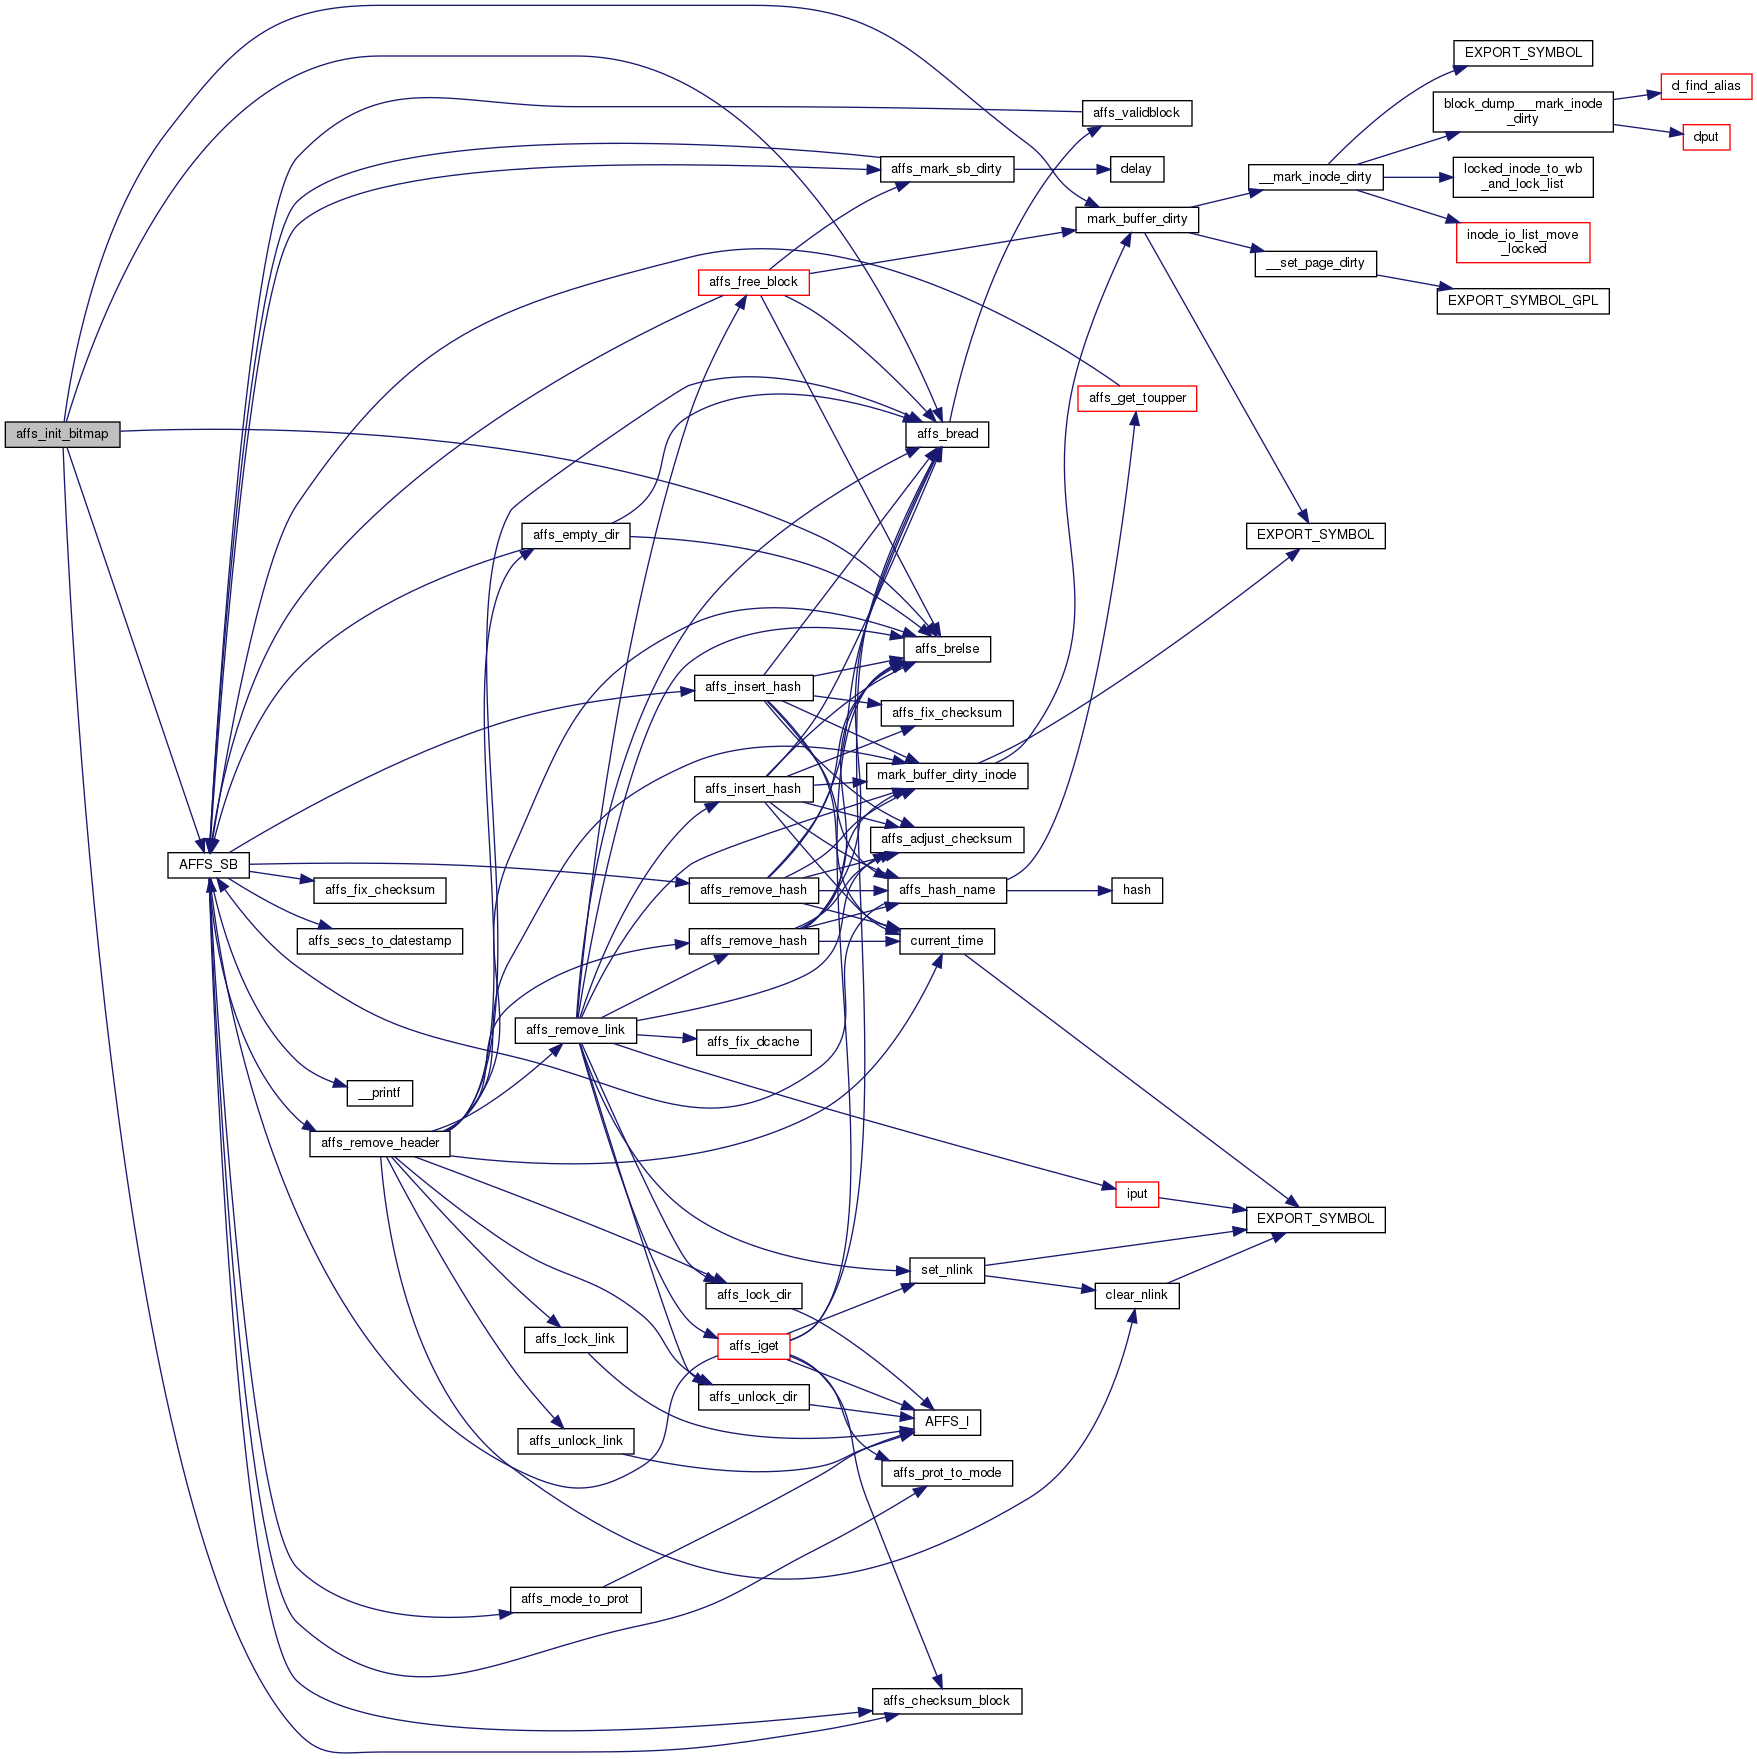 EXPORT_SYMBOL
d_find_alias
block_dump___mark_inode
_dirty
affs_validblock
dput
affs_mark_sb_dirty
delay
__mark_inode_dirty
locked_inode_to_wb
_and_lock_list
mark_buffer_dirty
inode_io_list_move
_locked
__set_page_dirty
affs_free_block
EXPORT_SYMBOL_GPL
affs_get_toupper
affs_init_bitmap
affs_bread
affs_empty_dir
EXPORT_SYMBOL
affs_brelse
affs_insert_hash
affs_fix_checksum
mark_buffer_dirty_inode
affs_insert_hash
affs_adjust_checksum
AFFS_SB
affs_fix_checksum
affs_remove_hash
affs_hash_name
hash
affs_secs_to_datestamp
affs_remove_hash
current_time
affs_remove_link
affs_fix_dcache
__printf
affs_remove_header
iput
EXPORT_SYMBOL
set_nlink
affs_lock_dir
clear_nlink
affs_lock_link
affs_iget
affs_unlock_dir
AFFS_I
affs_unlock_link
affs_prot_to_mode
affs_mode_to_prot
affs_checksum_block